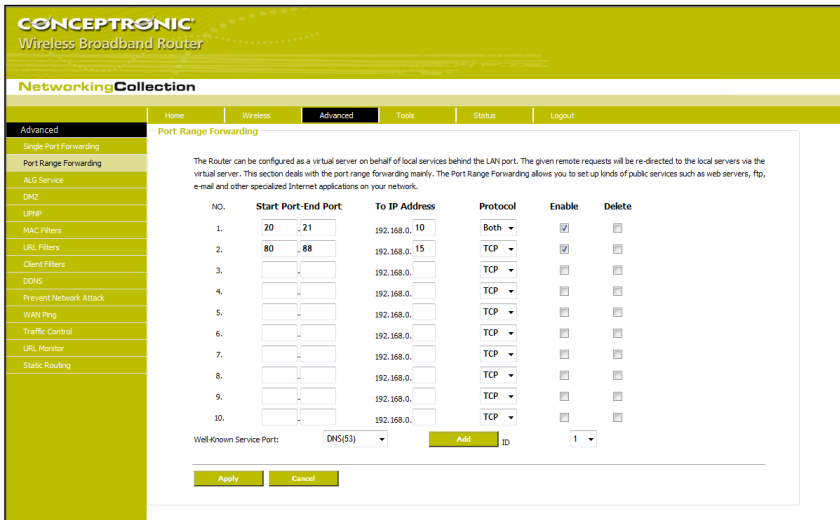 CONCEPTRONIC
Wireless Broadband Router
NetworkingCollection
Home Wireless Advanced Tools Status Logout
Advanced
Single Port Forwarding
Port Range Forwarding
ALG Service
DMZ
UPNP
MAC Filters
URL Filters
Client Filters
DDNS
Prevent Network Attack
WAN Ping
Traffic Control
URL Monitor
Static Routing
Port Range Forwarding
The Router can be configured as a virtual server on behalf of local services behind the LAN port. The given remote requests will be re-directed to the local servers via the
virtual server. This section deals with the port range forwarding mainly. The Port Range Forwarding allows you to set up kinds of public services such as web servers, ftp,
e-mail and other specialized Internet applications on your network.
NO. Start Port-End Port To IP Address Protocol Enable Delete
1. 20 - 21 192.168.0. 10 Both
2. 80 - 88 192.168.0. 15 TCP
3. - 192.168.0. TCP
4. - 192.168.0. TCP
5. - 192.168.0. TCP
6. - 192.168.0. TCP
7. - 192.168.0. TCP
8. - 192.168.0. TCP
9. - 192.168.0. TCP
10. - 192.168.0. TCP
Well-Known Service Port: DNS(53) Add ID 1
Apply Cancel